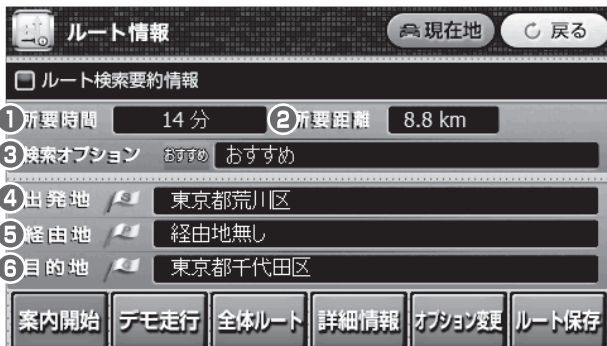 ルート情報 現在地 戻る
ルート検索要約情報
1 所要時間 14 分 2 所要距離 8.8 km
3 検索オプション おすすめ おすすめ
4 出発地 東京都荒川区
5 経由地 経由地無し
6 目的地 東京都千代田区
案内開始 デモ走行 全体ルート 詳細情報 オプション変更 ルート保存